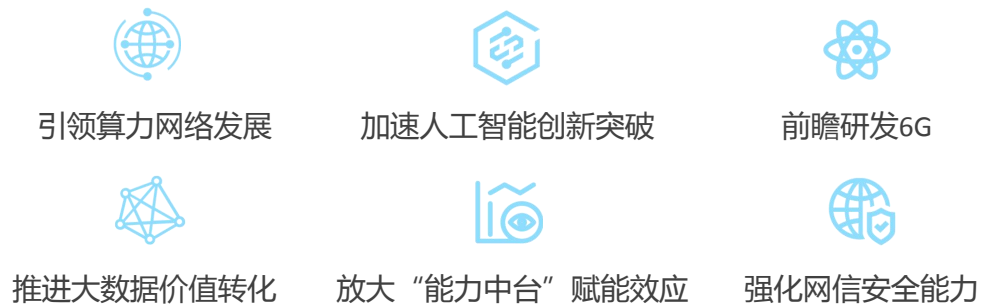 引领算力网络发展
加速人工智能创新突破
前瞻研发6G
推进大数据价值转化
放大“能力中台”赋能效应
强化网信安全能力